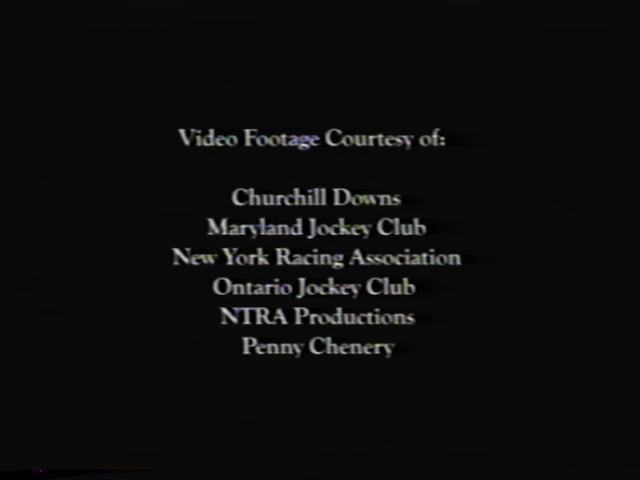 Video Footage Courtesy of:
Churchill Downs
Maryland Jockey Club
New York Racing Association
Ontario Jockey Club
NTRA Productions
Penny Chenery